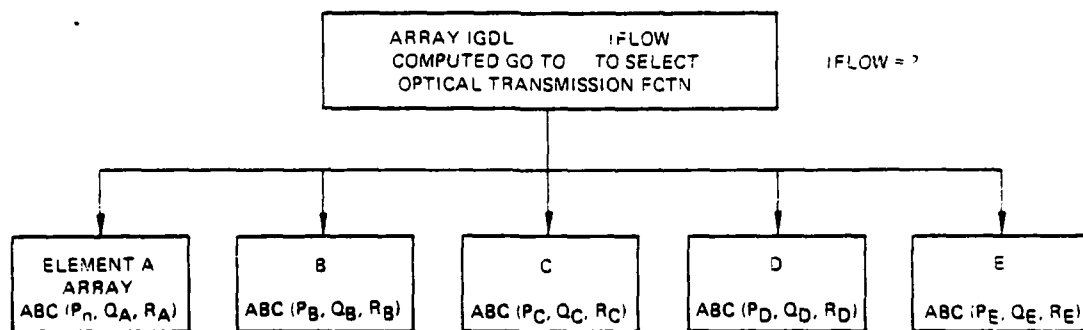 ARRAY IGDL IFLOW
COMPUTED GO TO TO SELECT
OPTICAL TRANSMISSION FCTN
IFLOW = ?
ELEMENT A
ARRAY
ABC (Pn, QA, RA)
B
ABC (PB, QB, RB)
C
ABC (PC, QC, RC)
D
ABC (PD, QD, RD)
E
ABC (PE, QE, RE)